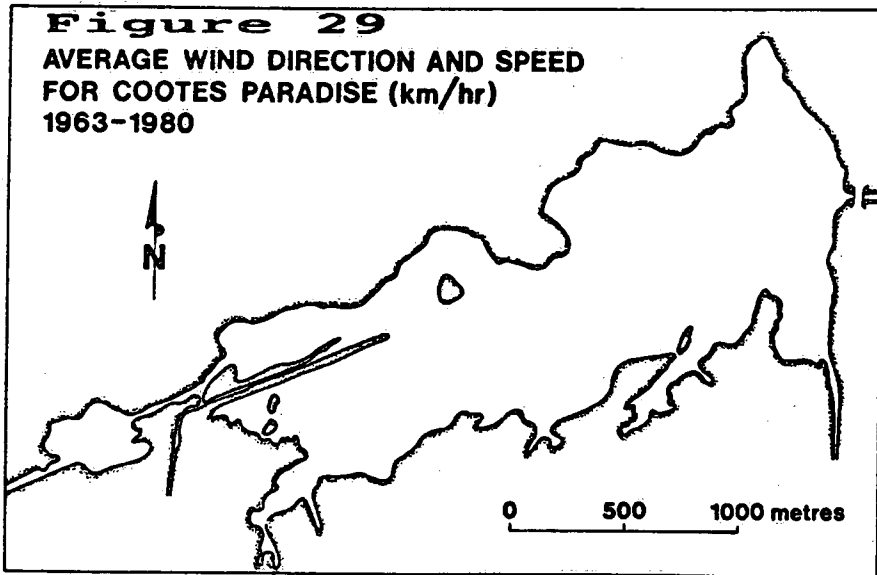 Figure 29
AVERAGE WIND DIRECTION AND SPEED
FOR COOTES PARADISE (km/hr)
1963-1980
N
0 500 1000 metres